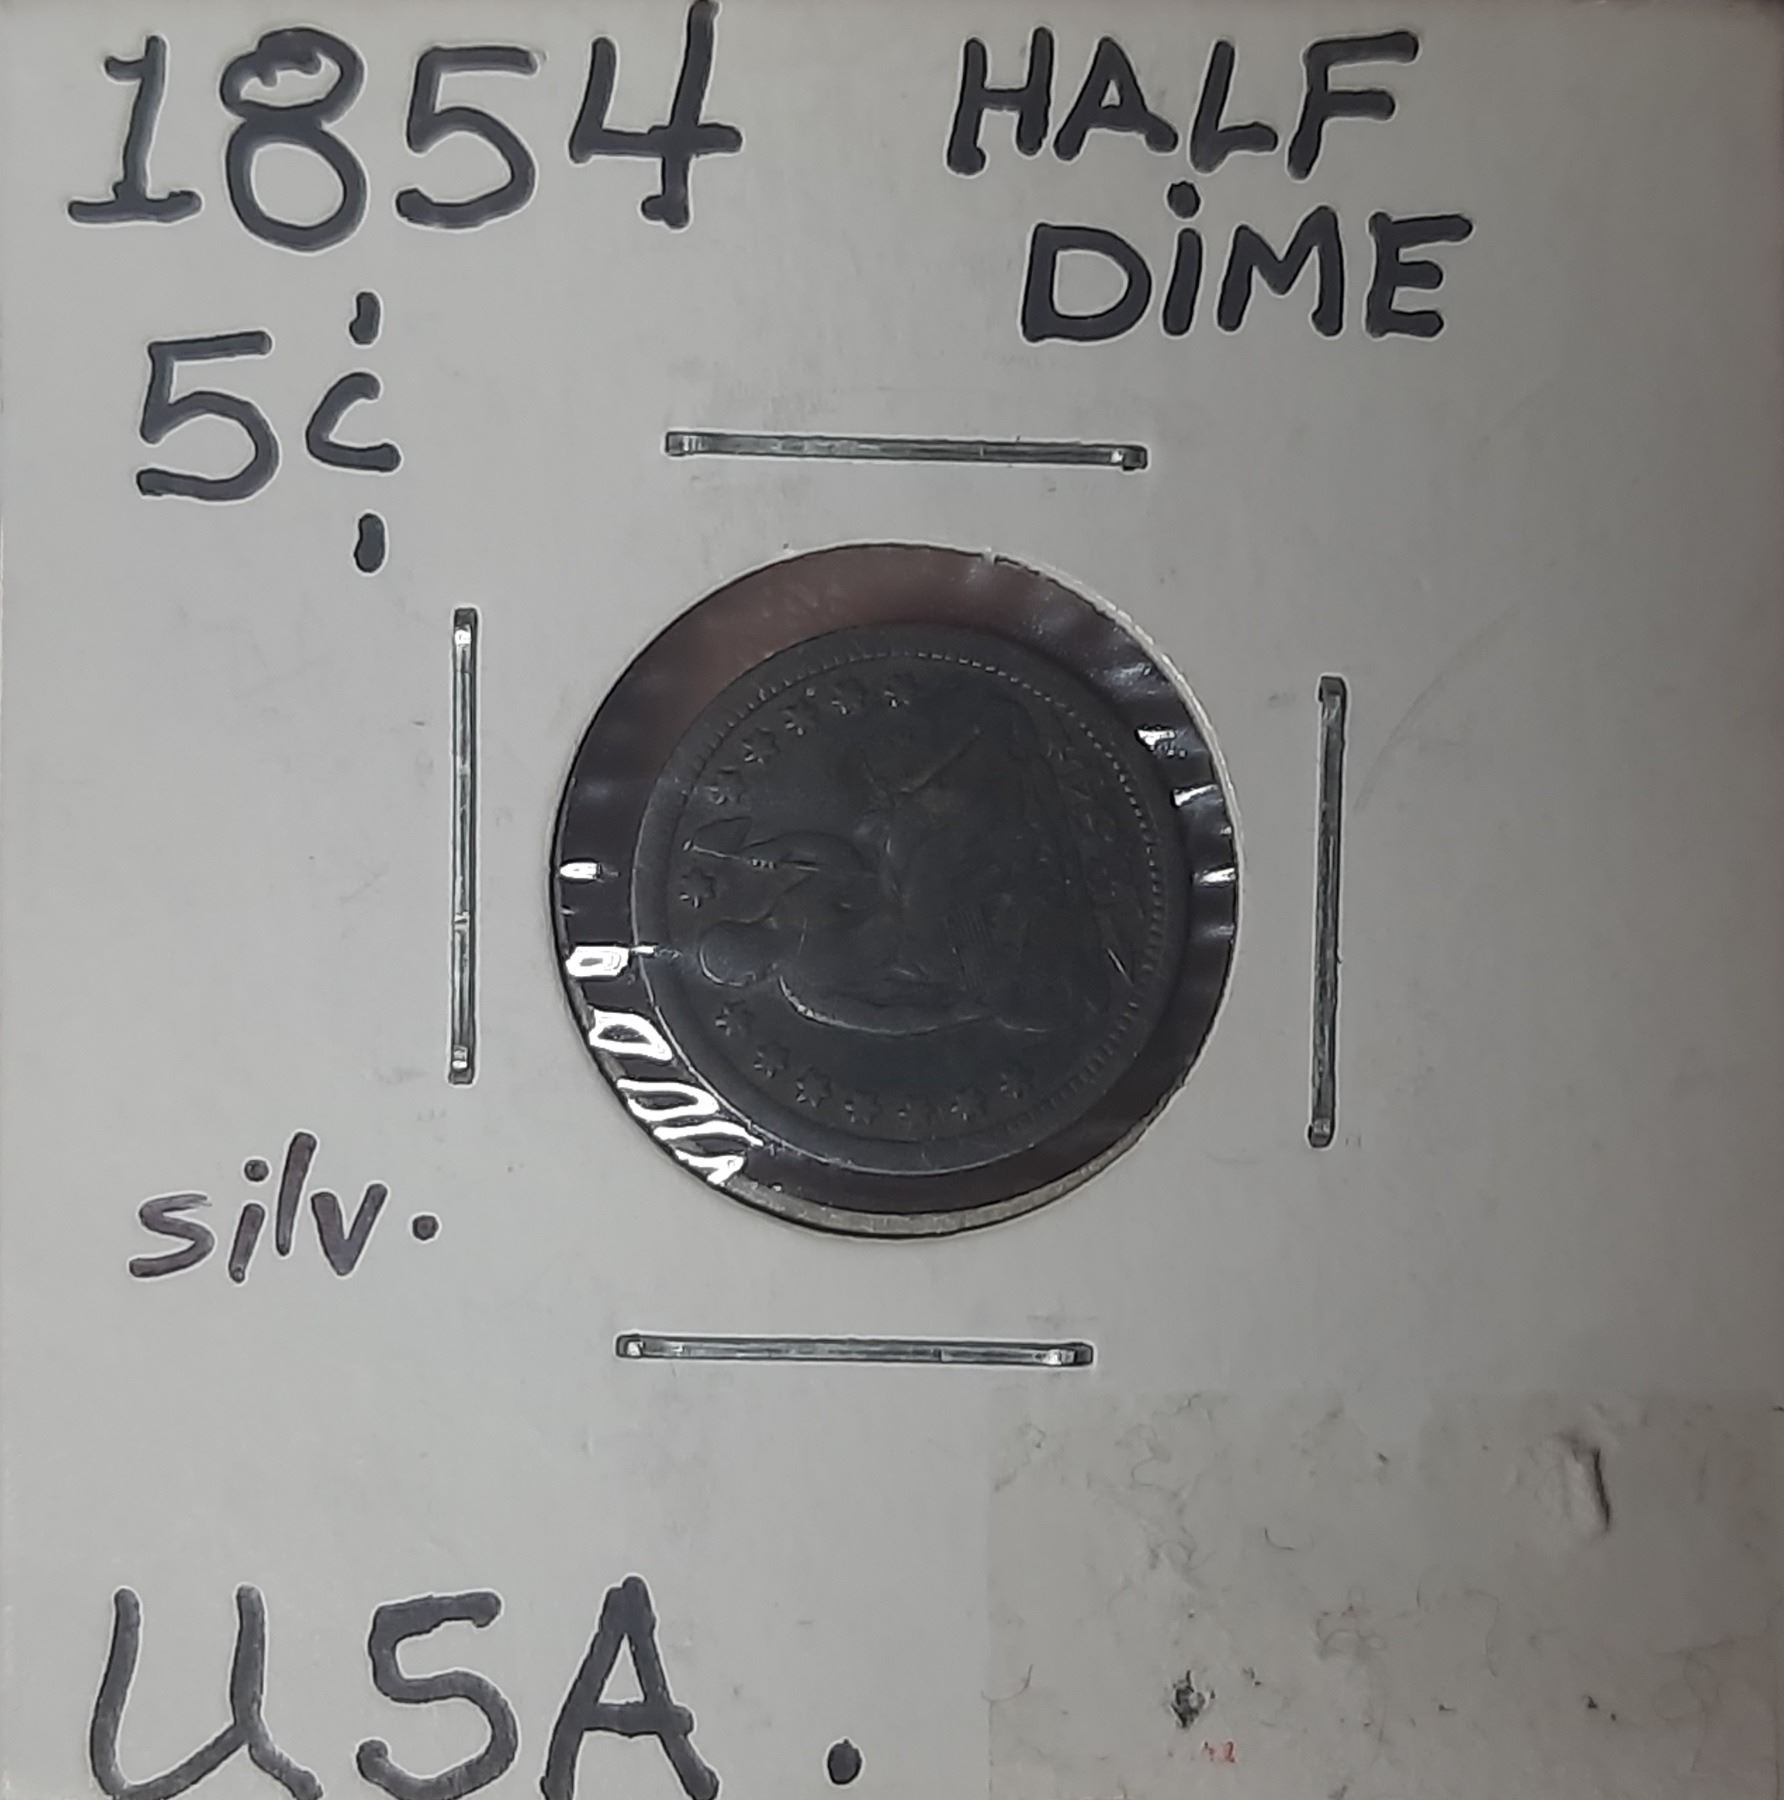 1854 HALF
DiME
5¢
silv.
USA.